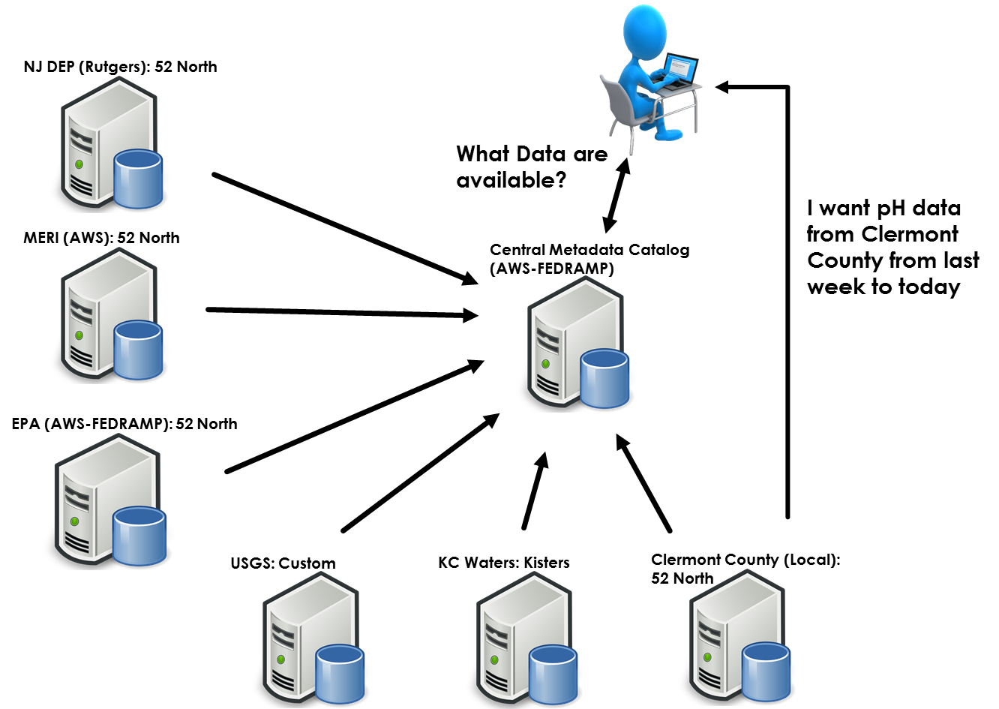 NJ DEP (Rutgers): 52 North
What Data are
available?
I want pH data
from Clermont
County from last
week to today
MERI (AWS): 52 North
Central Metadata Catalog
(AWS-FEDRAMP)
EPA (AWS-FEDRAMP): 52 North
USGS: Custom
KC Waters: Kisters
Clermont County (Local):
52 North